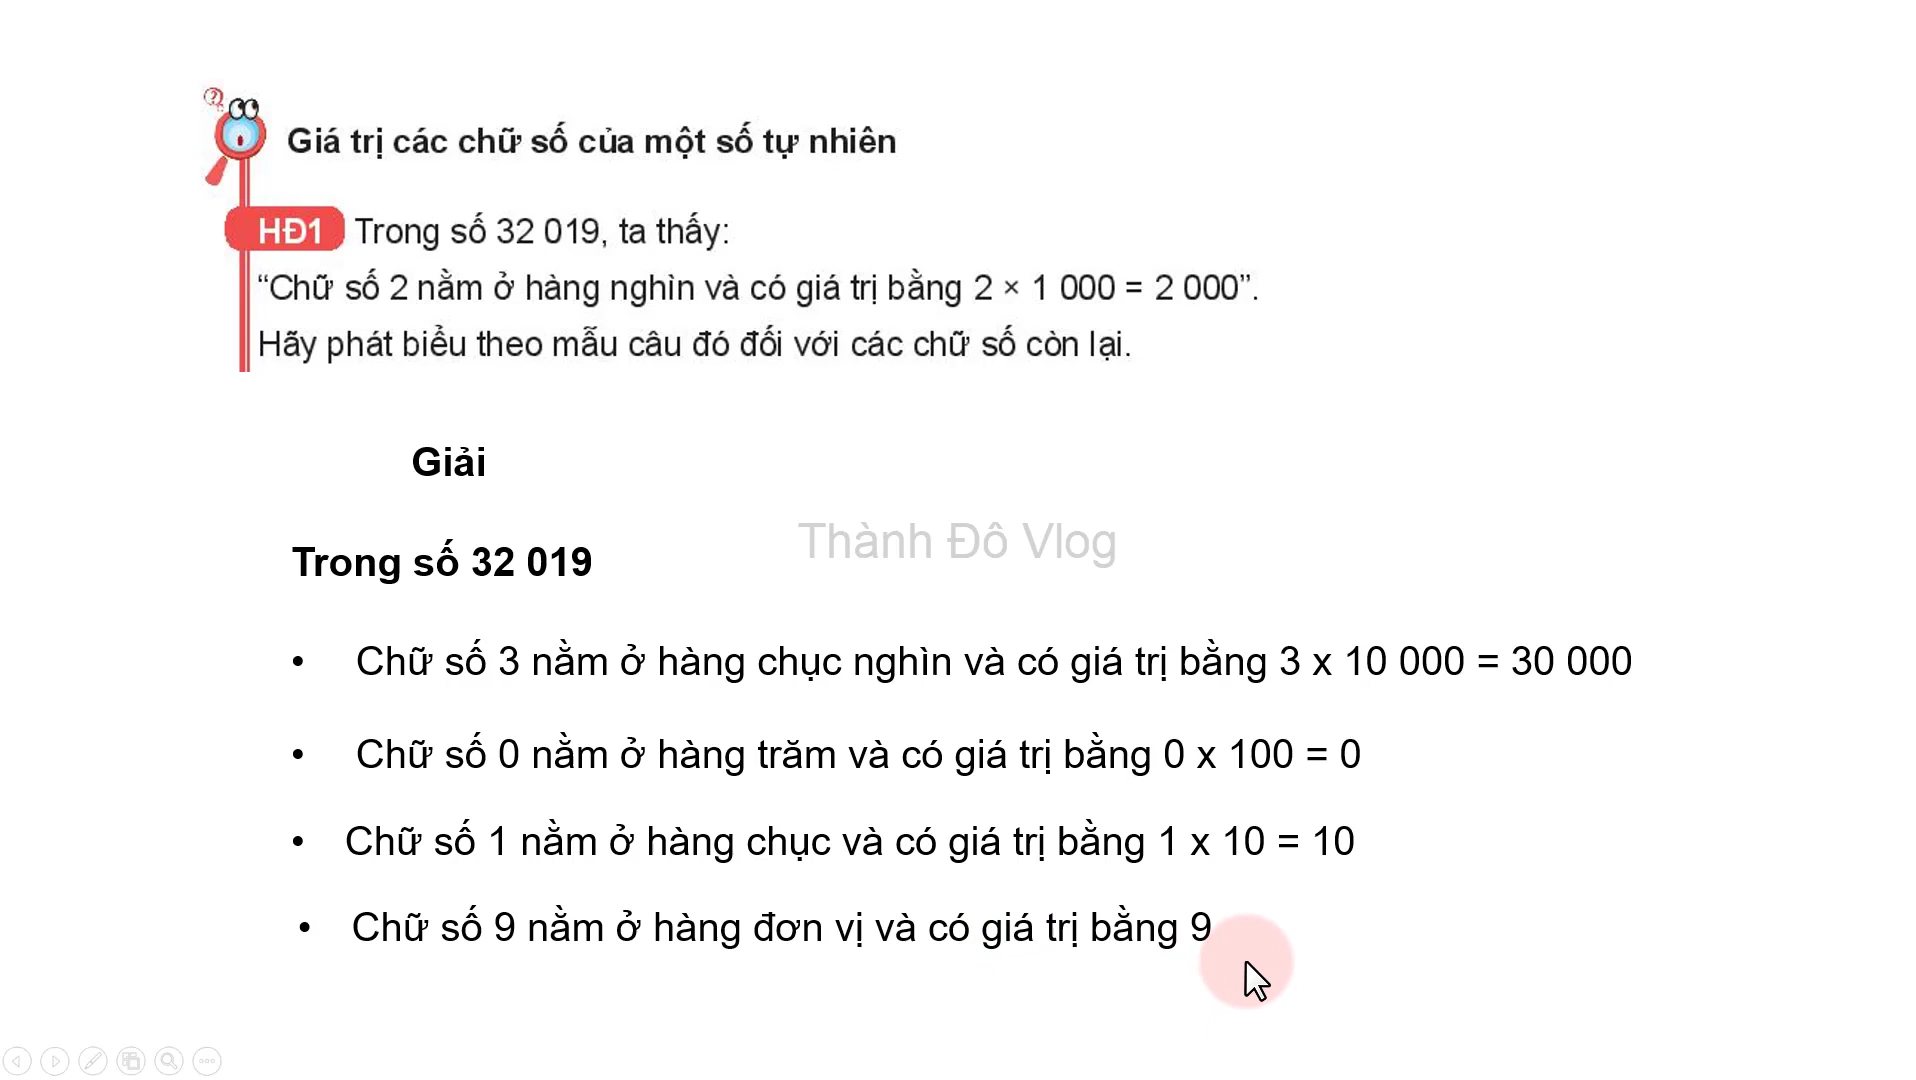 Giá trị các chữ số của một số tự nhiên
HĐ1 Trong số 32 019, ta thấy:
“Chữ số 2 nằm ở hàng nghìn và có giá trị bằng 2 × 1 000 = 2 000”.
Hãy phát biểu theo mẫu câu đó đối với các chữ số còn lại.
Giải
Thành Đô Vlog
Trong số 32 019
• Chữ số 3 nằm ở hàng chục nghìn và có giá trị bằng 3 x 10 000 = 30 000
• Chữ số 0 nằm ở hàng trăm và có giá trị bằng 0 x 100 = 0
• Chữ số 1 nằm ở hàng chục và có giá trị bằng 1 x 10 = 10
• Chữ số 9 nằm ở hàng đơn vị và có giá trị bằng 9